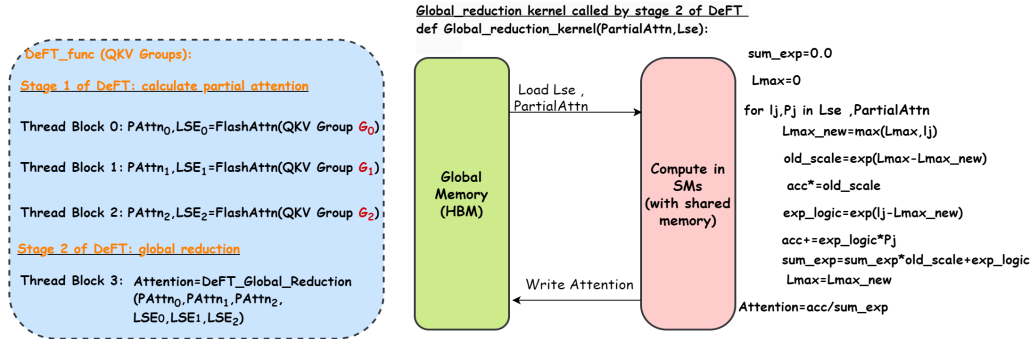 DeFT_func (QKV Groups):
Stage 1 of DeFT: calculate partial attention
Thread Block 0: PAttn₀,LSE₀=FlashAttn(QKV Group G₀)
Thread Block 1: PAttn₁,LSE₁=FlashAttn(QKV Group G₁)
Thread Block 2: PAttn₂,LSE₂=FlashAttn(QKV Group G₂)
Stage 2 of DeFT: global reduction
Thread Block 3: Attention=DeFT_Global_Reduction
(PAttn₀,PAttn₁,PAttn₂,
LSE0,LSE1,LSE₂)
Global_reduction kernel called by stage 2 of DeFT
def Global_reduction_kernel(PartialAttn,Lse):
Global
Memory
(HBM)
Load Lse ,
PartialAttn
Write Attention
Compute in
SMs
(with shared
memory)
sum_exp=0.0
Lmax=0
for lj,Pj in Lse ,PartialAttn
Lmax_new=max(Lmax,lj)
old_scale=exp(Lmax-Lmax_new)
acc*=old_scale
exp_logic=exp(lj-Lmax_new)
acc+=exp_logic*Pj
sum_exp=sum_exp*old_scale+exp_logic
Lmax=Lmax_new
Attention=acc/sum_exp